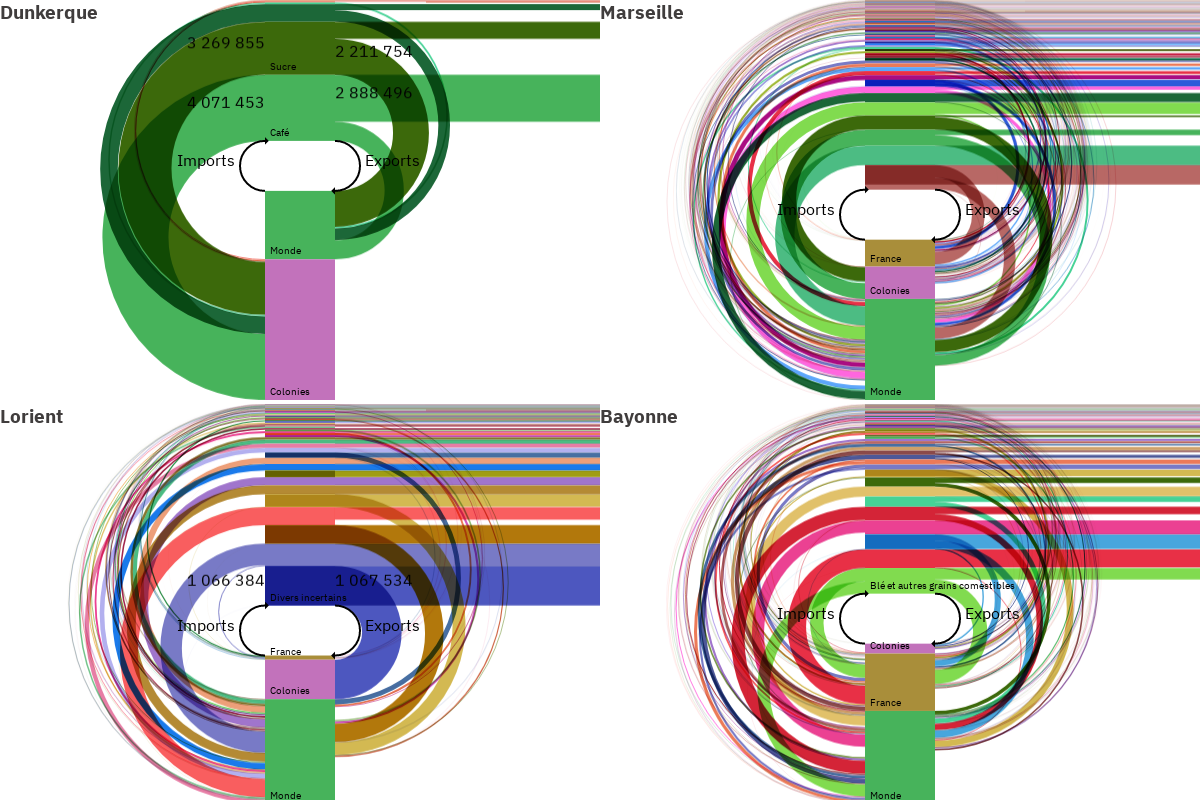 Dunkerque
3 269 855
2 211 754
Sucre
4 071 453
2 888 496
Café
Imports
Exports
Monde
Colonies
Marseille
Imports
Exports
France
Colonies
Monde
Lorient
1 066 384
1 067 534
Divers incertains
Imports
Exports
France
Colonies
Monde
Bayonne
Blé et autres grains comestibles
Imports
Exports
Colonies
France
Monde